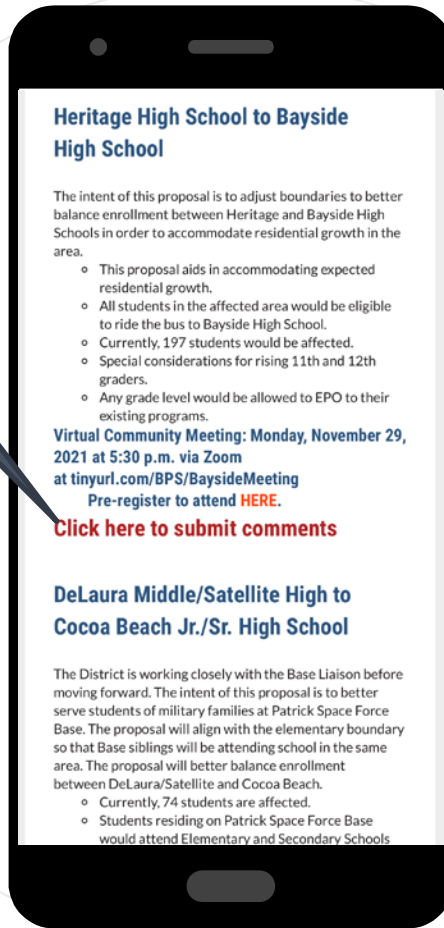 Heritage High School to Bayside
High School
The intent of this proposal is to adjust boundaries to better
balance enrollment between Heritage and Bayside High
Schools in order to accommodate residential growth in the
area.
This proposal aids in accommodating expected
residential growth.
All students in the affected area would be eligible
to ride the bus to Bayside High School.
Currently, 197 students would be affected.
Special considerations for rising 11th and 12th
graders.
Any grade level would be allowed to EPO to their
existing programs.
Virtual Community Meeting: Monday, November 29,
2021 at 5:30 p.m. via Zoom
at tinyurl.com/BPS/BaysideMeeting
Pre-register to attend HERE.
Click here to submit comments
DeLaura Middle/Satellite High to
Cocoa Beach Jr./Sr. High School
The District is working closely with the Base Liaison before
moving forward. The intent of this proposal is to better
serve students of military families at Patrick Space Force
Base. The proposal will align with the elementary boundary
so that Base siblings will be attending school in the same
area. The proposal will better balance enrollment
between DeLaura/Satellite and Cocoa Beach.
Currently, 74 students are affected.
Students residing on Patrick Space Force Base
would attend Elementary and Secondary Schools